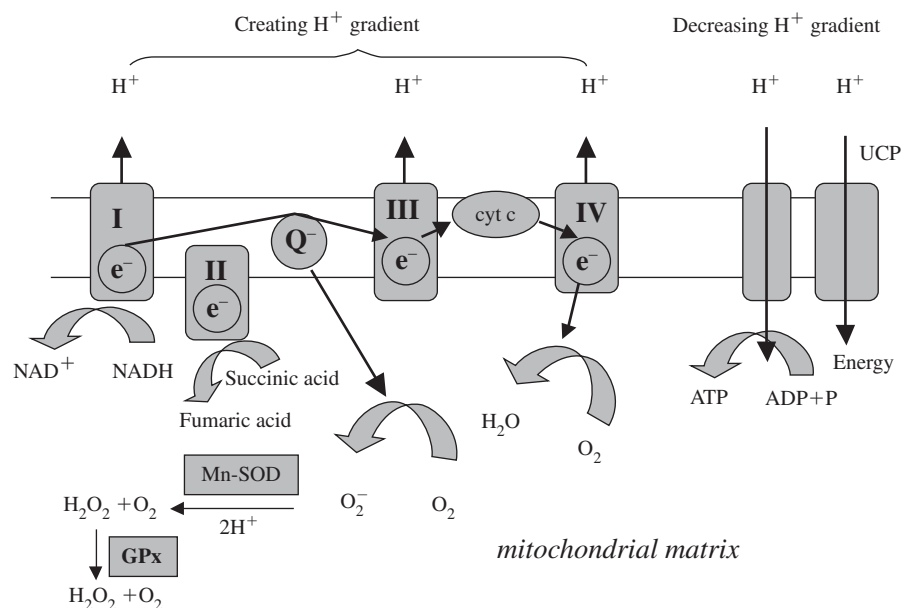 Creating H⁺ gradient
Decreasing H⁺ gradient
H⁺
H⁺
H⁺
H⁺
H⁺
UCP
I
III
cyt c
IV
Q⁻
e⁻
II
e⁻
e⁻
e⁻
NAD⁺
NADH
Succinic acid
Fumaric acid
H₂O
O₂
ATP
ADP+P
Energy
Mn-SOD
H₂O₂ +O₂
2H⁺
O₂⁻
O₂
GPx
H₂O₂ +O₂
mitochondrial matrix